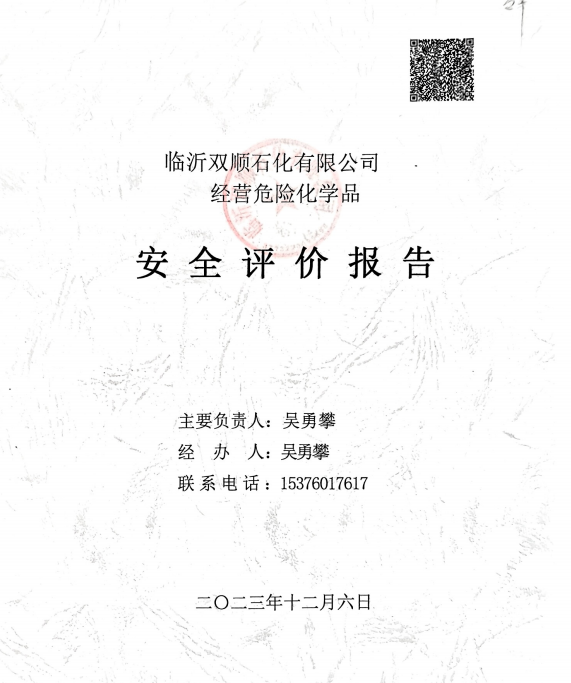 临沂双顺石化有限公司
经营危险化学品
安全评价报告
主要负责人：吴勇攀
经 办 人：吴勇攀
联系电话：15376017617
二〇二三年十二月六日